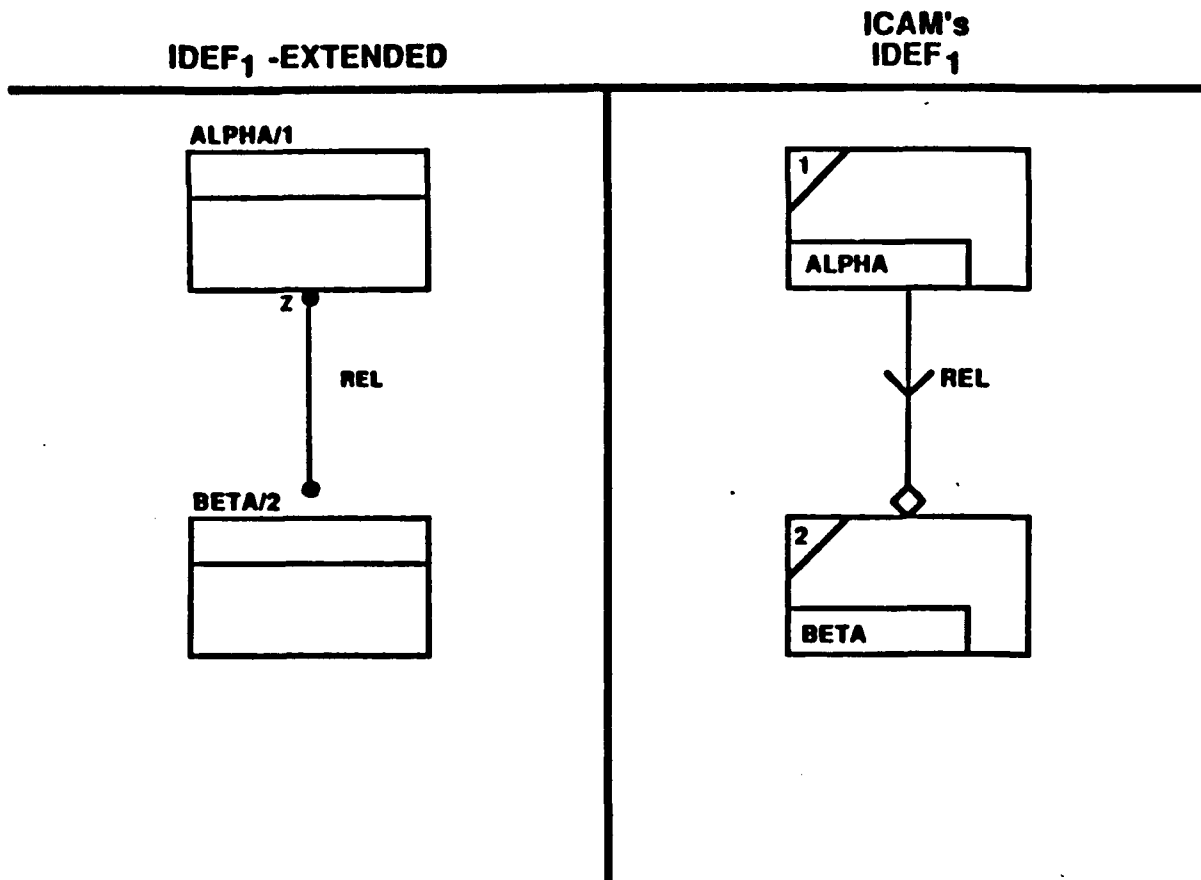 IDEF1 -EXTENDED
ICAM's
IDEF1
ALPHA/1
Z
REL
BETA/2
1
ALPHA
REL
2
BETA